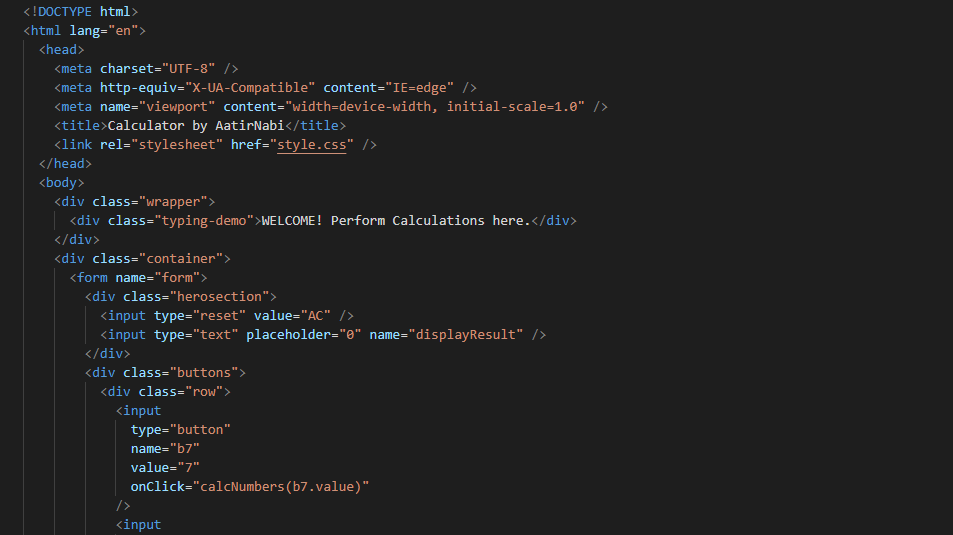 <!DOCTYPE html>
<html lang="en">
<head>
<meta charset="UTF-8" />
<meta http-equiv="X-UA-Compatible" content="IE=edge" />
<meta name="viewport" content="width=device-width, initial-scale=1.0" />
<title>Calculator by AatirNabi</title>
<link rel="stylesheet" href="style.css" />
</head>
<body>
<div class="wrapper">
<div class="typing-demo">WELCOME! Perform Calculations here.</div>
</div>
<div class="container">
<form name="form">
<div class="herosection">
<input type="reset" value="AC" />
<input type="text" placeholder="0" name="displayResult" />
</div>
<div class="buttons">
<div class="row">
<input
type="button"
name="b7"
value="7"
onClick="calcNumbers(b7.value)"
/>
<input